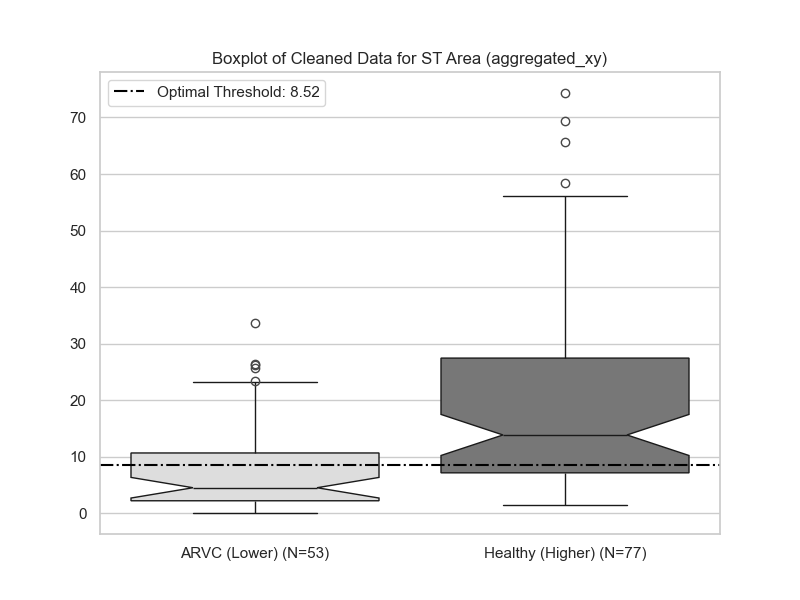 Boxplot of Cleaned Data for ST Area (aggregated_xy)
Optimal Threshold: 8.52
70
60
50
40
30
20
10
0
ARVC (Lower) (N=53)
Healthy (Higher) (N=77)